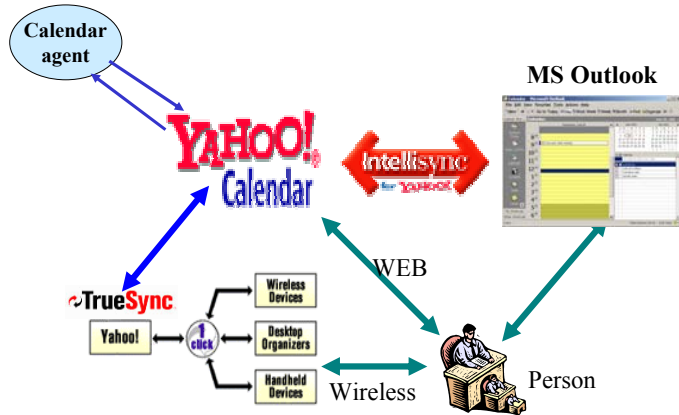 Calendar
agent
MS Outlook
YAHOO!®
Calendar
Intellisync
for YAHOO!
WEB
TrueSync
Yahoo!
1
click
Wireless
Devices
Desktop
Organizers
Handheld
Devices
Wireless
Person